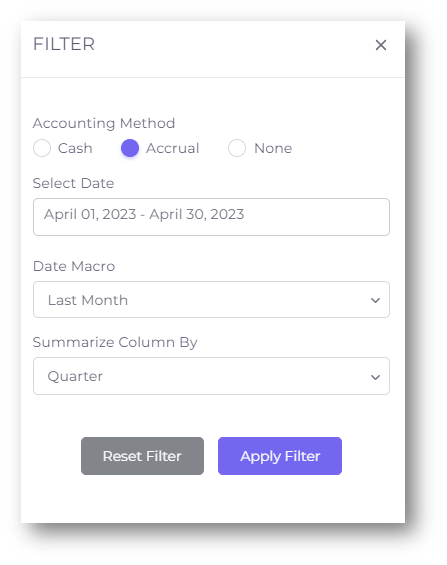 FILTER
Accounting Method
Cash Accrual None
Select Date
April 01, 2023 - April 30, 2023
Date Macro
Last Month
Summarize Column By
Quarter
Reset Filter Apply Filter